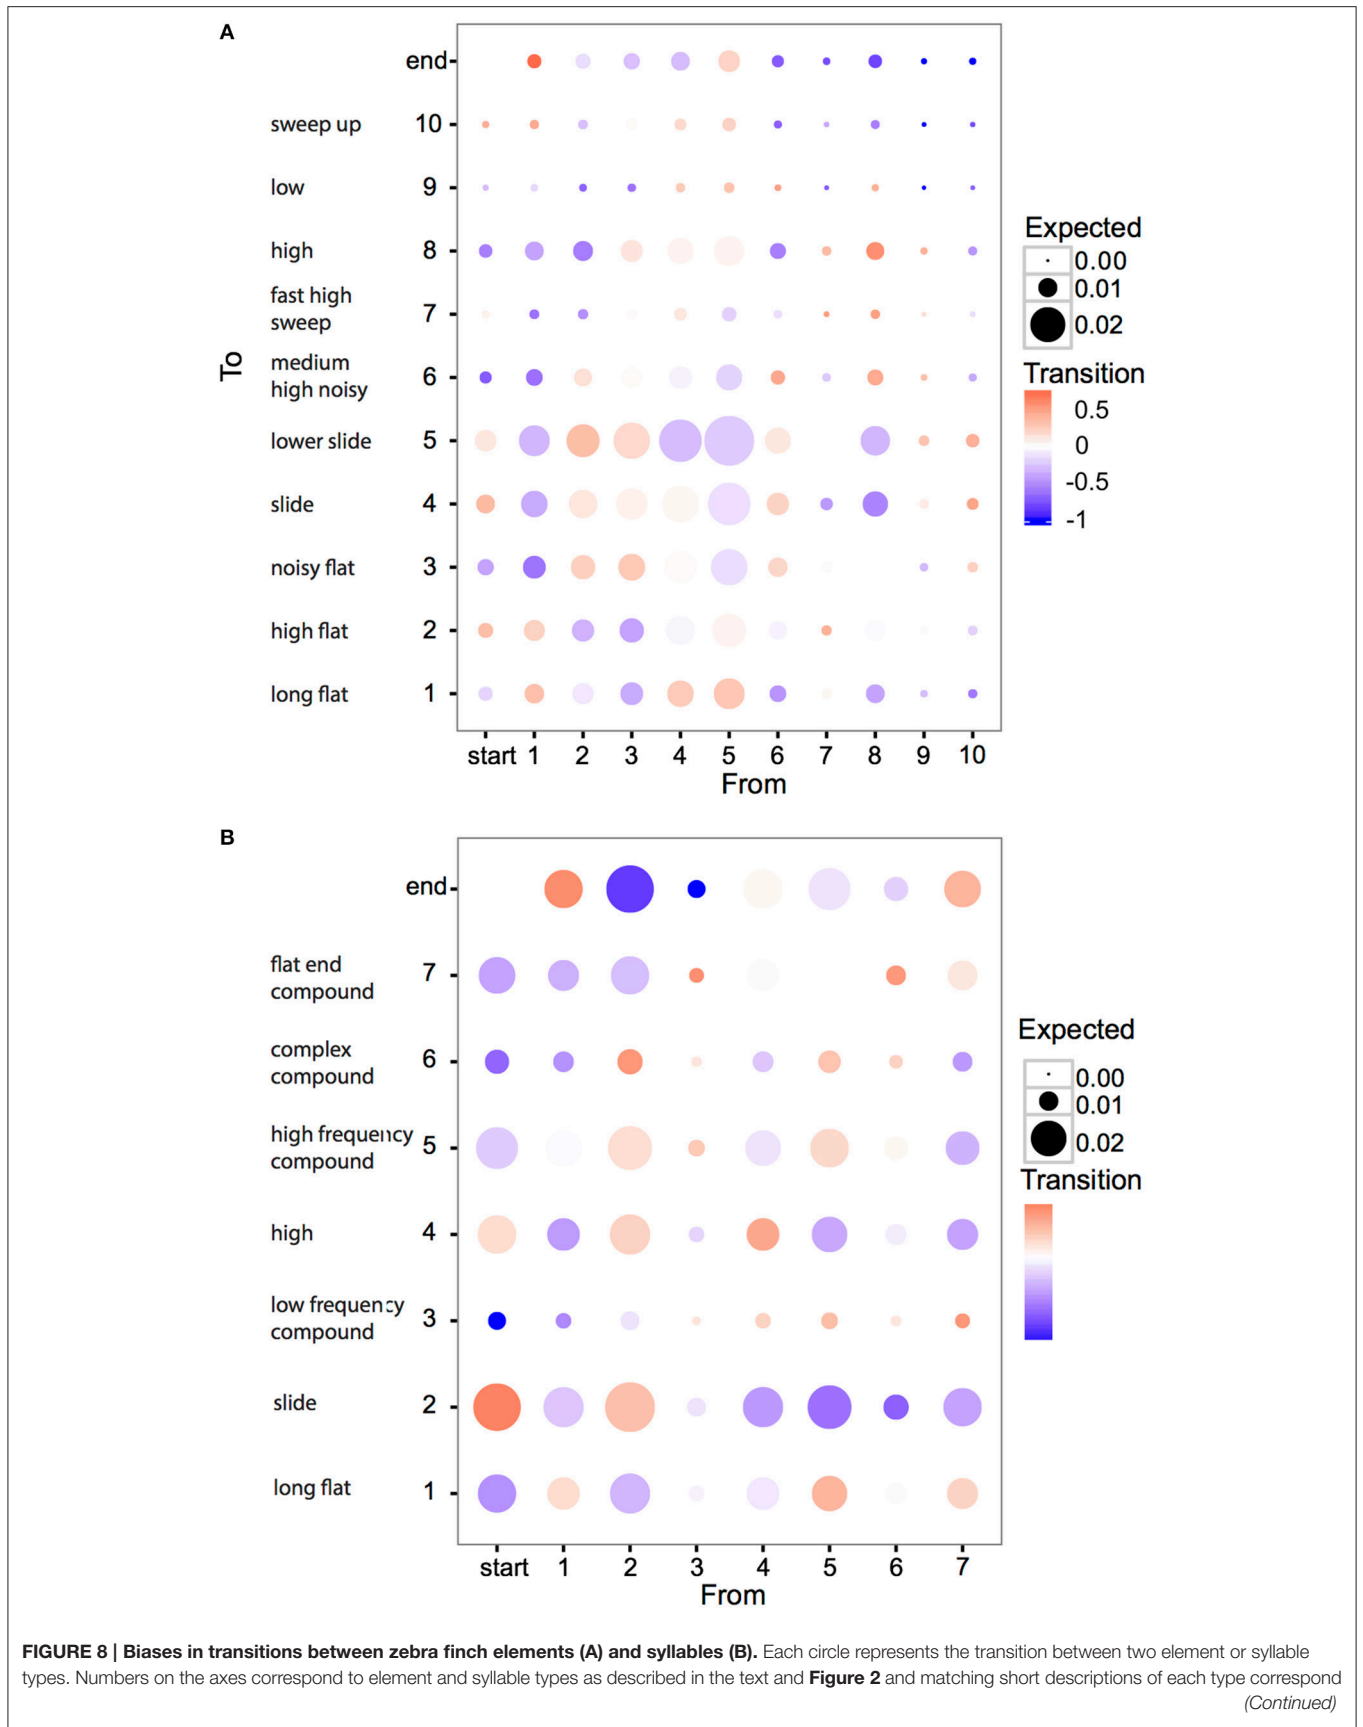 A
end
sweep up 10
low 9
high 8
fast high
sweep 7
medium
high noisy 6
lower slide 5
slide 4
noisy flat 3
high flat 2
long flat 1
To
start 1 2 3 4 5 6 7 8 9 10
From
Expected
0.00
0.01
0.02
Transition
0.5
0
-0.5
-1
B
end
flat end
compound 7
complex
compound 6
high frequency
compound 5
high 4
low frequency
compound 3
slide 2
long flat 1
start 1 2 3 4 5 6 7
From
Expected
0.00
0.01
0.02
Transition
FIGURE 8 | Biases in transitions between zebra finch elements (A) and syllables (B). Each circle represents the transition between two element or syllable
types. Numbers on the axes correspond to element and syllable types as described in the text and Figure 2 and matching short descriptions of each type correspond
(Continued)